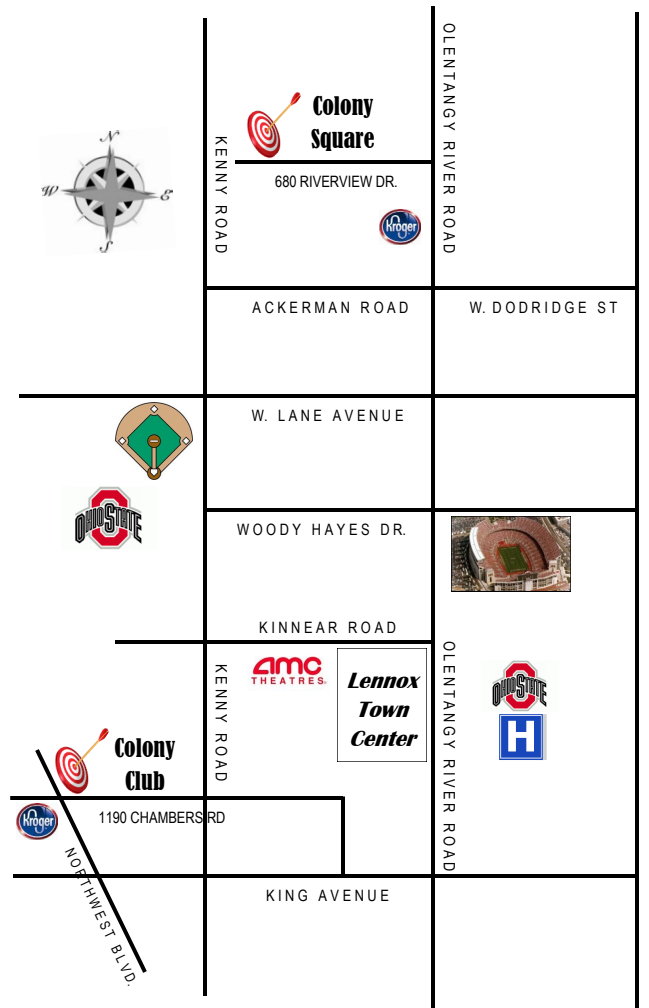 OLENTANGY RIVER ROAD
Colony
Square
KENNY ROAD
N
W
E
S
680 RIVERVIEW DR.
Kroger
ACKERMAN ROAD
W. DODRIDGE ST
W. LANE AVENUE
OHIO STATE
WOODY HAYES DR.
KINNEAR ROAD
amc
THEATRES
KENNY ROAD
Lennox
Town
Center
OLENTANGY RIVER ROAD
OHIO STATE
H
Colony
Club
Kroger
1190 CHAMBERS RD
NORTHWEST BLVD.
KING AVENUE